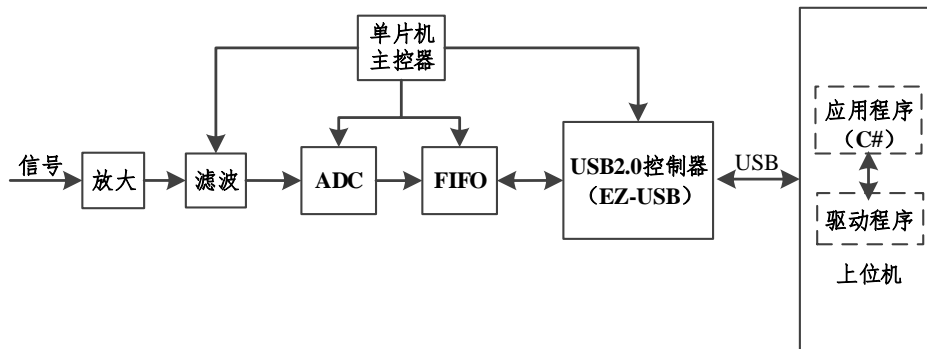 单片机
主控器
信号
放大
滤波
ADC
FIFO
USB2.0控制器
（EZ-USB）
USB
应用程序
（C#）
驱动程序
上位机